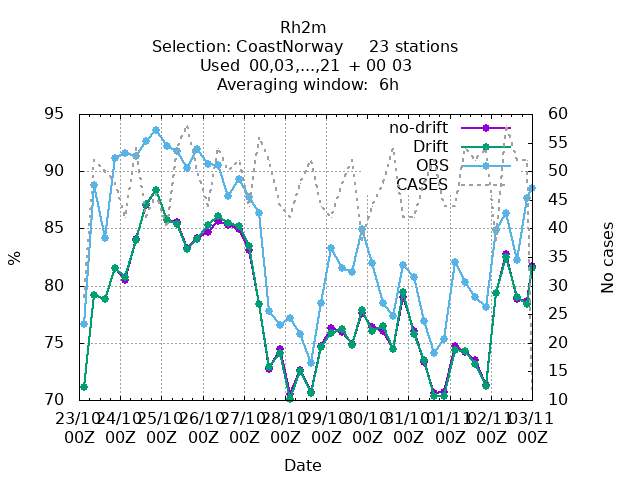 Rh2m
Selection: CoastNorway     23 stations
Used  00,03,...,21  + 00 03
Averaging window:  6h
95
90
85
80
75
70
%
60
55
50
45
40
35
30
25
20
15
10
No cases
no-drift
Drift
OBS
CASES
23/10 24/10 25/10 26/10 27/10 28/10 29/10 30/10 31/10 01/11 02/11 03/11
00Z 00Z 00Z 00Z 00Z 00Z 00Z 00Z 00Z 00Z 00Z 00Z
Date